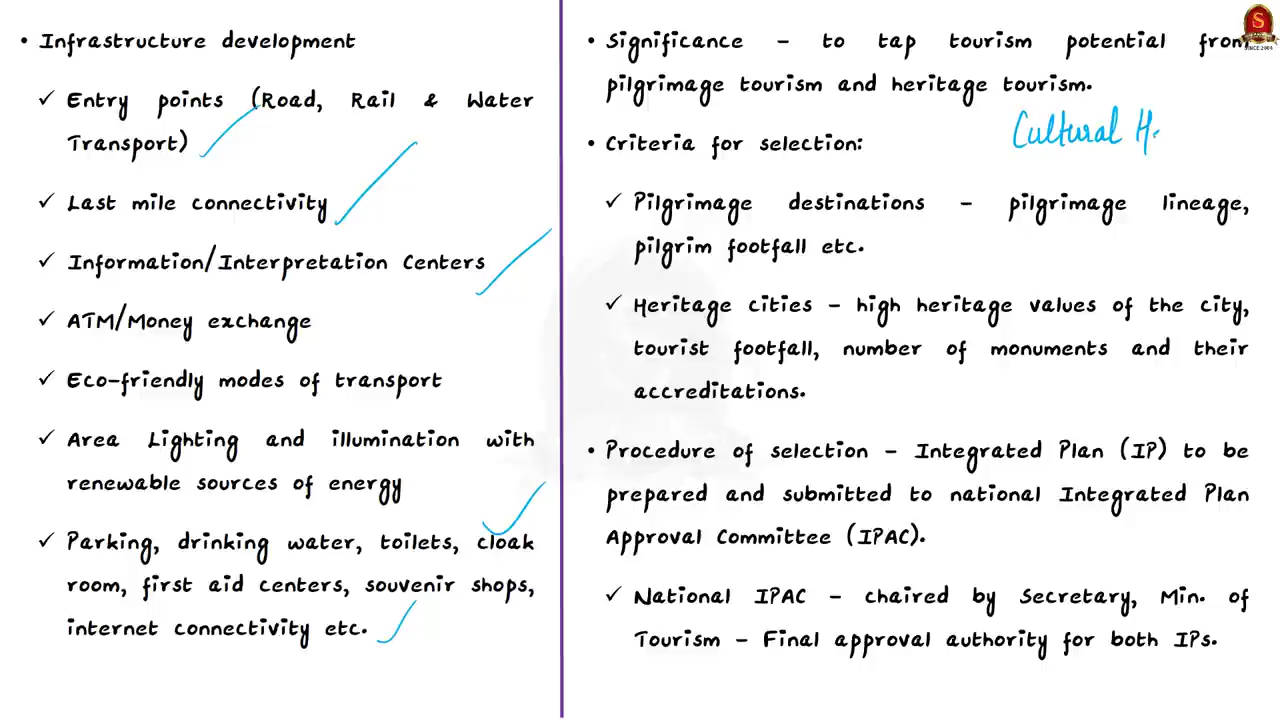 • Infrastructure development
✓ Entry points (Road, Rail & Water
Transport)
✓ Last mile connectivity
✓ Information/Interpretation Centers
✓ ATM/Money exchange
✓ Eco-friendly modes of transport
✓ Area Lighting and illumination with
renewable sources of energy
✓ Parking, drinking water, toilets, cloak
room, first aid centers, souvenir shops,
internet connectivity etc.
• Significance – to tap tourism potential from
pilgrimage tourism and heritage tourism.
Cultural H.
• Criteria for selection:
✓ Pilgrimage destinations – pilgrimage lineage,
pilgrim footfall etc.
✓ Heritage cities – high heritage values of the city,
tourist footfall, number of monuments and their
accreditations.
• Procedure of selection – Integrated Plan (IP) to be
prepared and submitted to national Integrated Plan
Approval Committee (IPAC).
✓ National IPAC – chaired by Secretary, Min. of
Tourism – Final approval authority for both IPs.
S
SINCE 2004